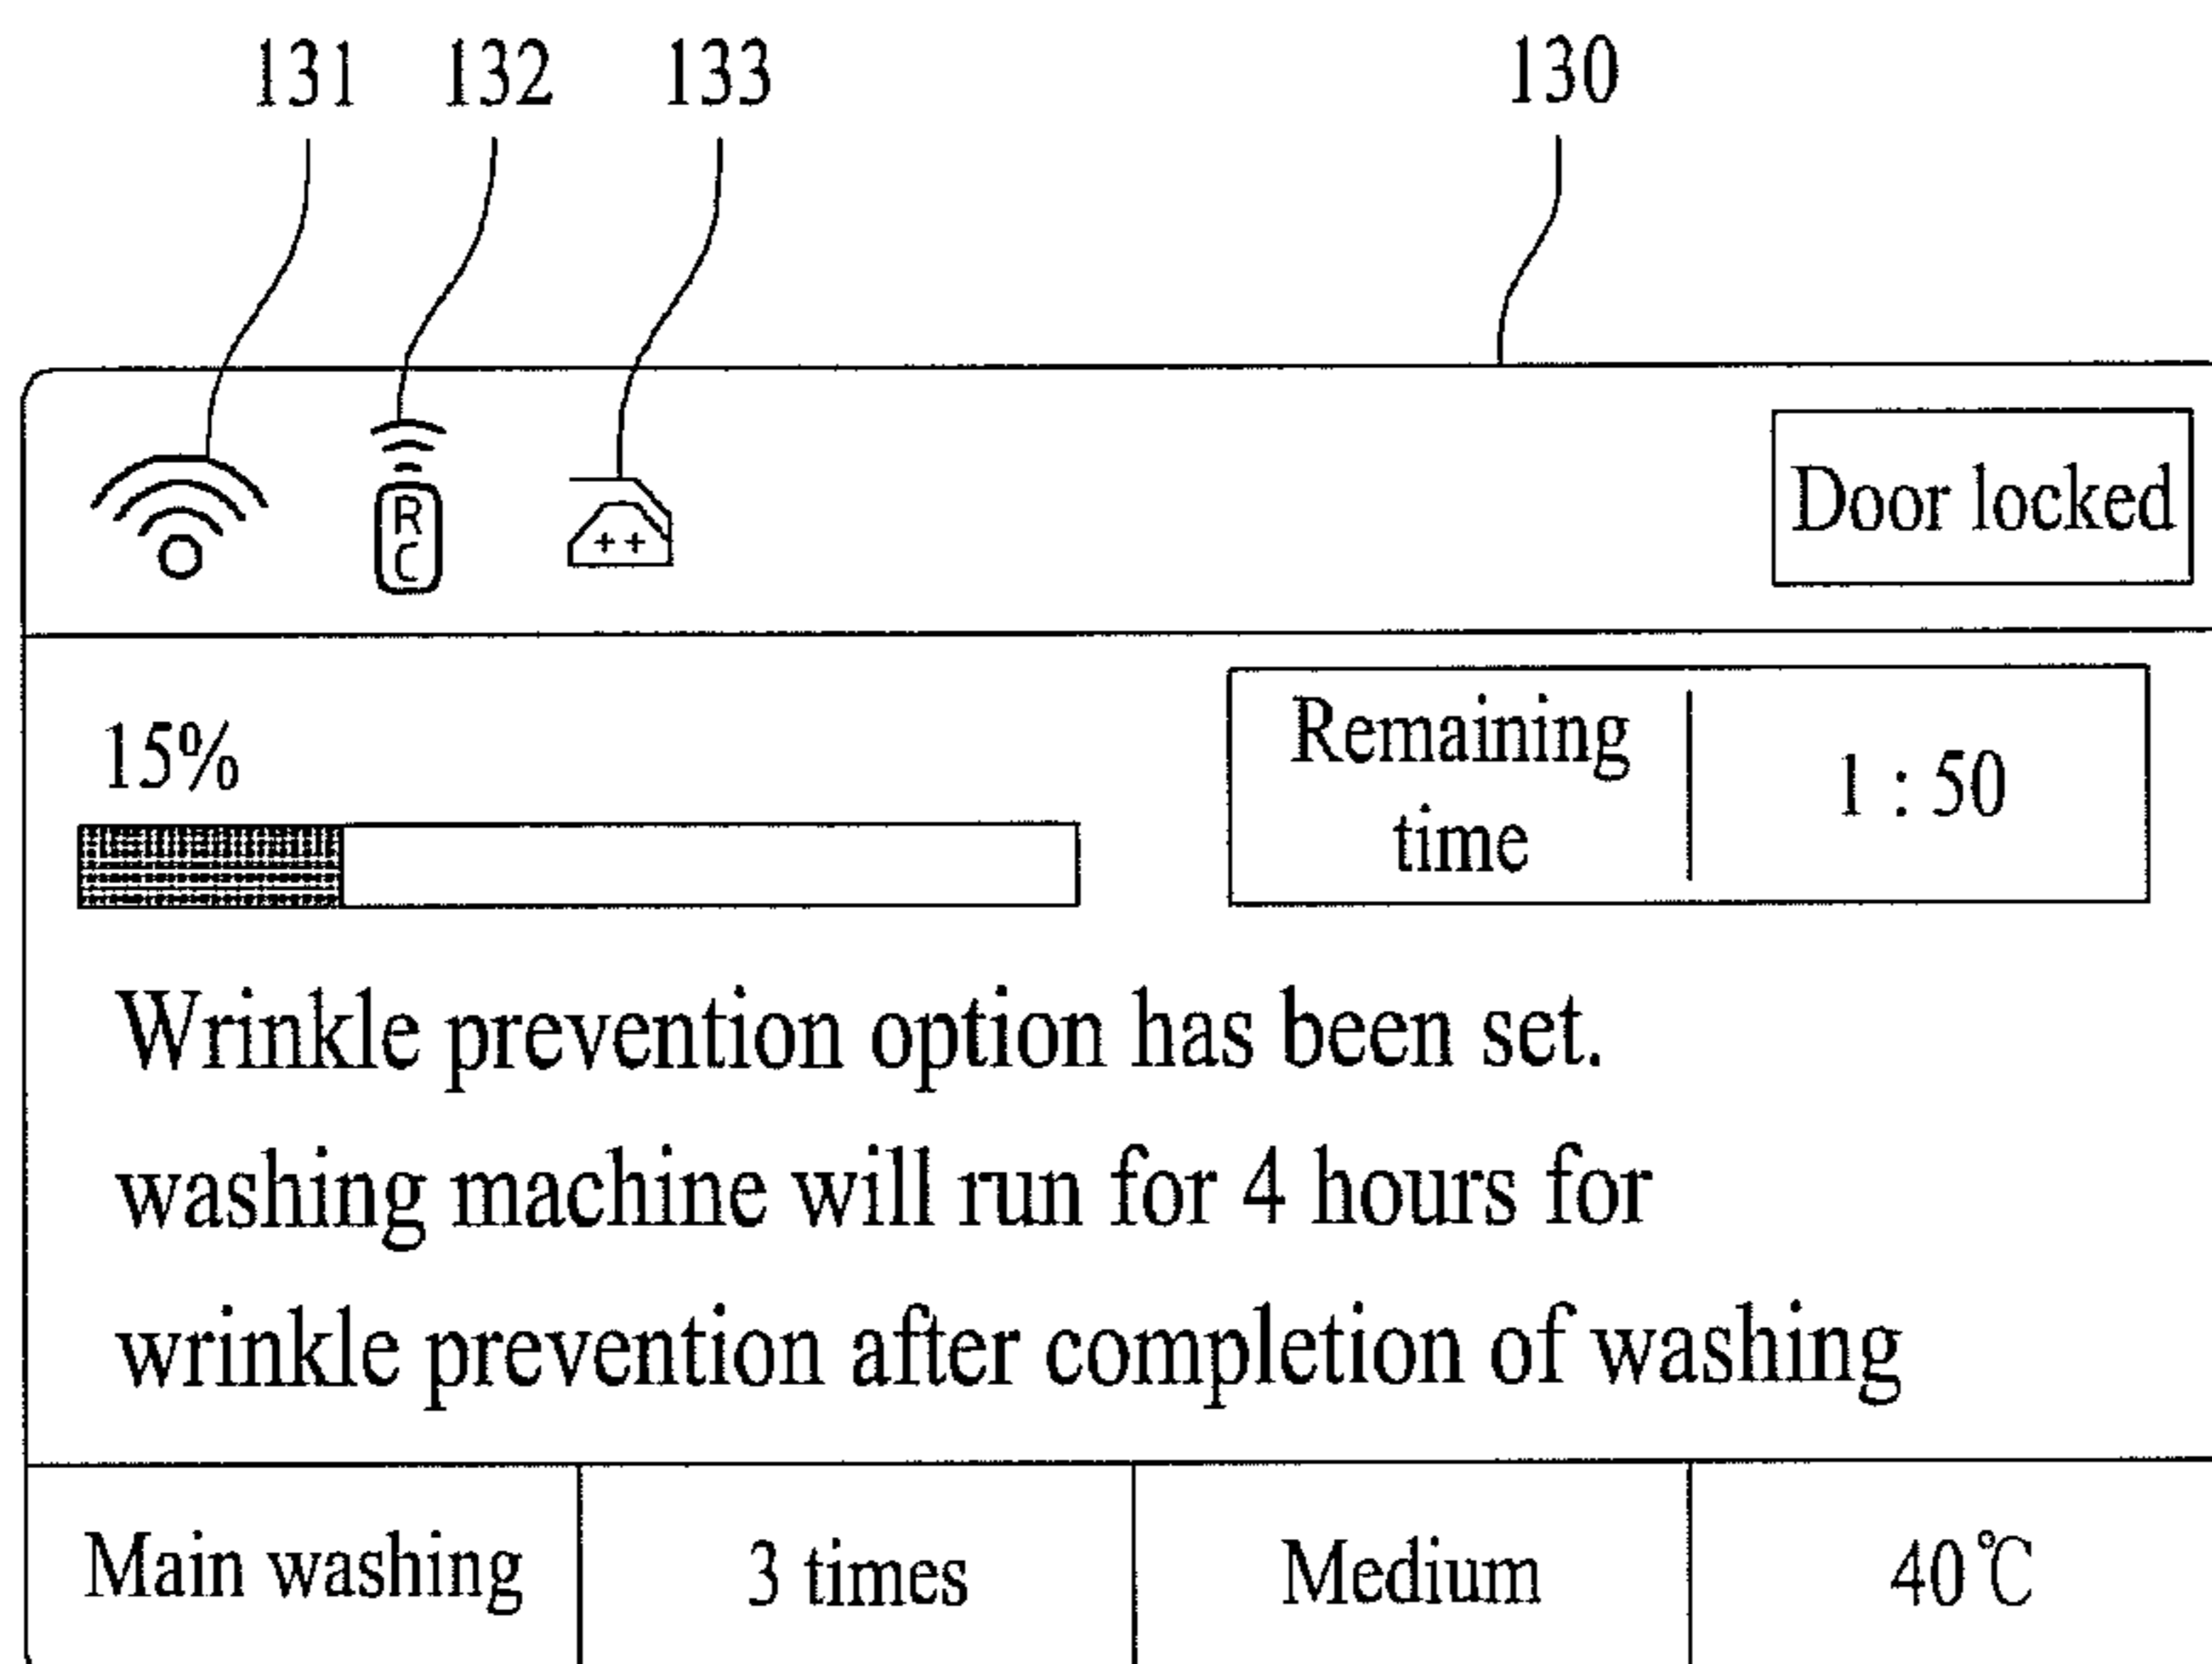 131 132 133 130
R
C
Door locked
15%
Remaining
time
1 : 50
Wrinkle prevention option has been set.
washing machine will run for 4 hours for
wrinkle prevention after completion of washing
Main washing 3 times Medium 40℃